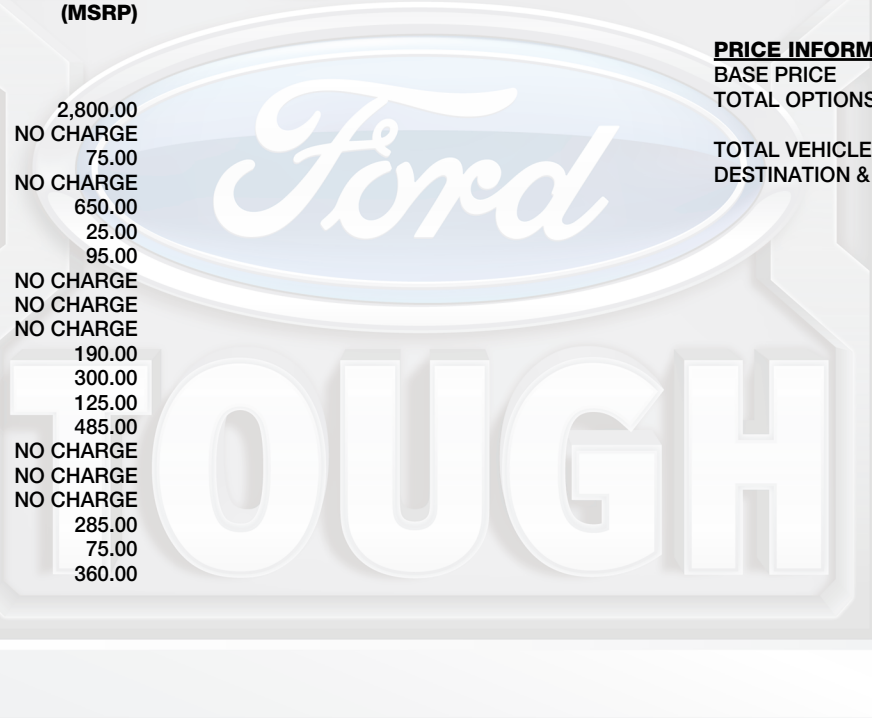 (MSRP)
2,800.00
NO CHARGE
75.00
NO CHARGE
650.00
25.00
95.00
NO CHARGE
NO CHARGE
NO CHARGE
190.00
300.00
125.00
485.00
NO CHARGE
NO CHARGE
NO CHARGE
285.00
75.00
360.00
PRICE INFORM
BASE PRICE
TOTAL OPTIONS
TOTAL VEHICLE
DESTINATION &
Ford
TOUGH